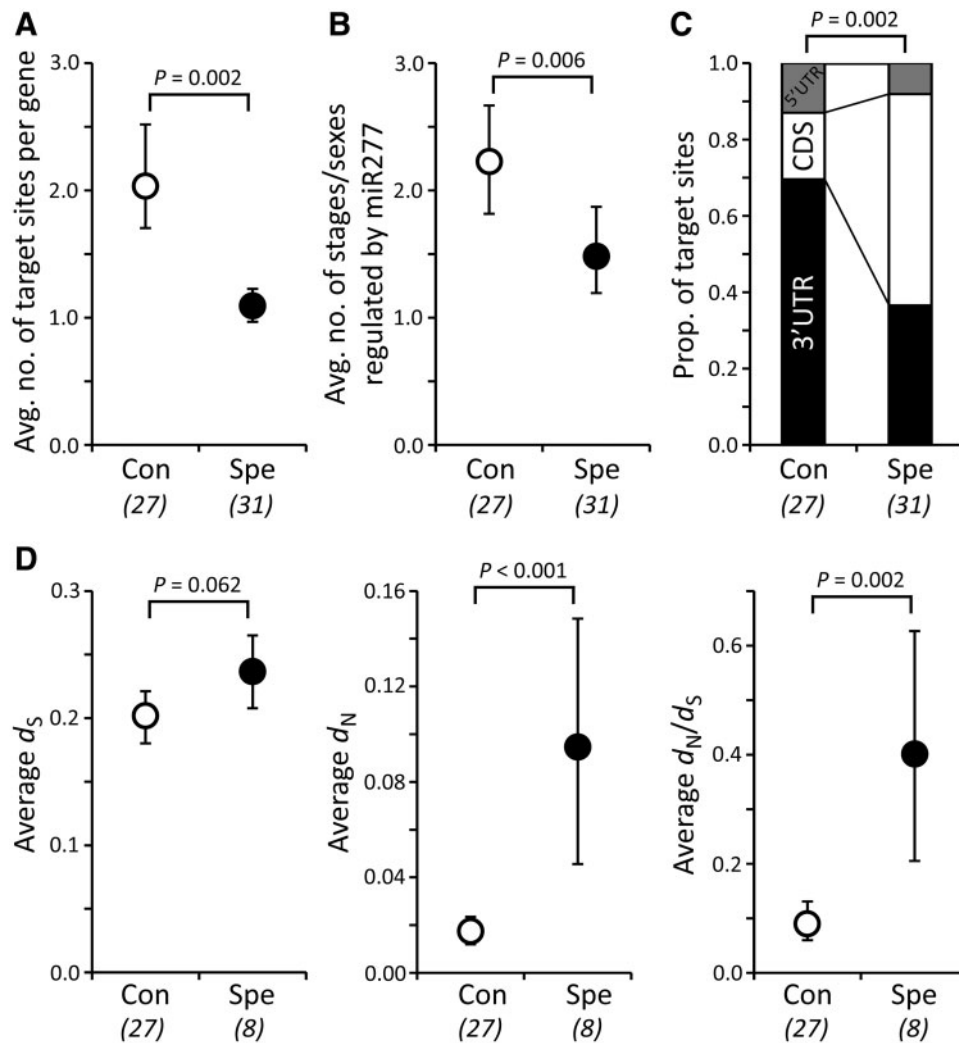 A
Avg. no. of target sites per gene
3.0
2.0
1.0
0.0
P = 0.002
Con
Spe
(27)
(31)
B
Avg. no. of stages/sexes
regulated by miR277
3.0
2.0
1.0
0.0
P = 0.006
Con
Spe
(27)
(31)
C
P = 0.002
Prop. of target sites
1.0
0.8
0.6
0.4
0.2
0.0
5'UTR
CDS
3'UTR
Con
Spe
(27)
(31)
D
Average dS
0.3
0.2
0.1
0.0
P = 0.062
Con
Spe
(27)
(8)
Average dN
0.16
0.12
0.08
0.04
0.00
P < 0.001
Con
Spe
(27)
(8)
Average dN/dS
0.6
0.4
0.2
0.0
P = 0.002
Con
Spe
(27)
(8)